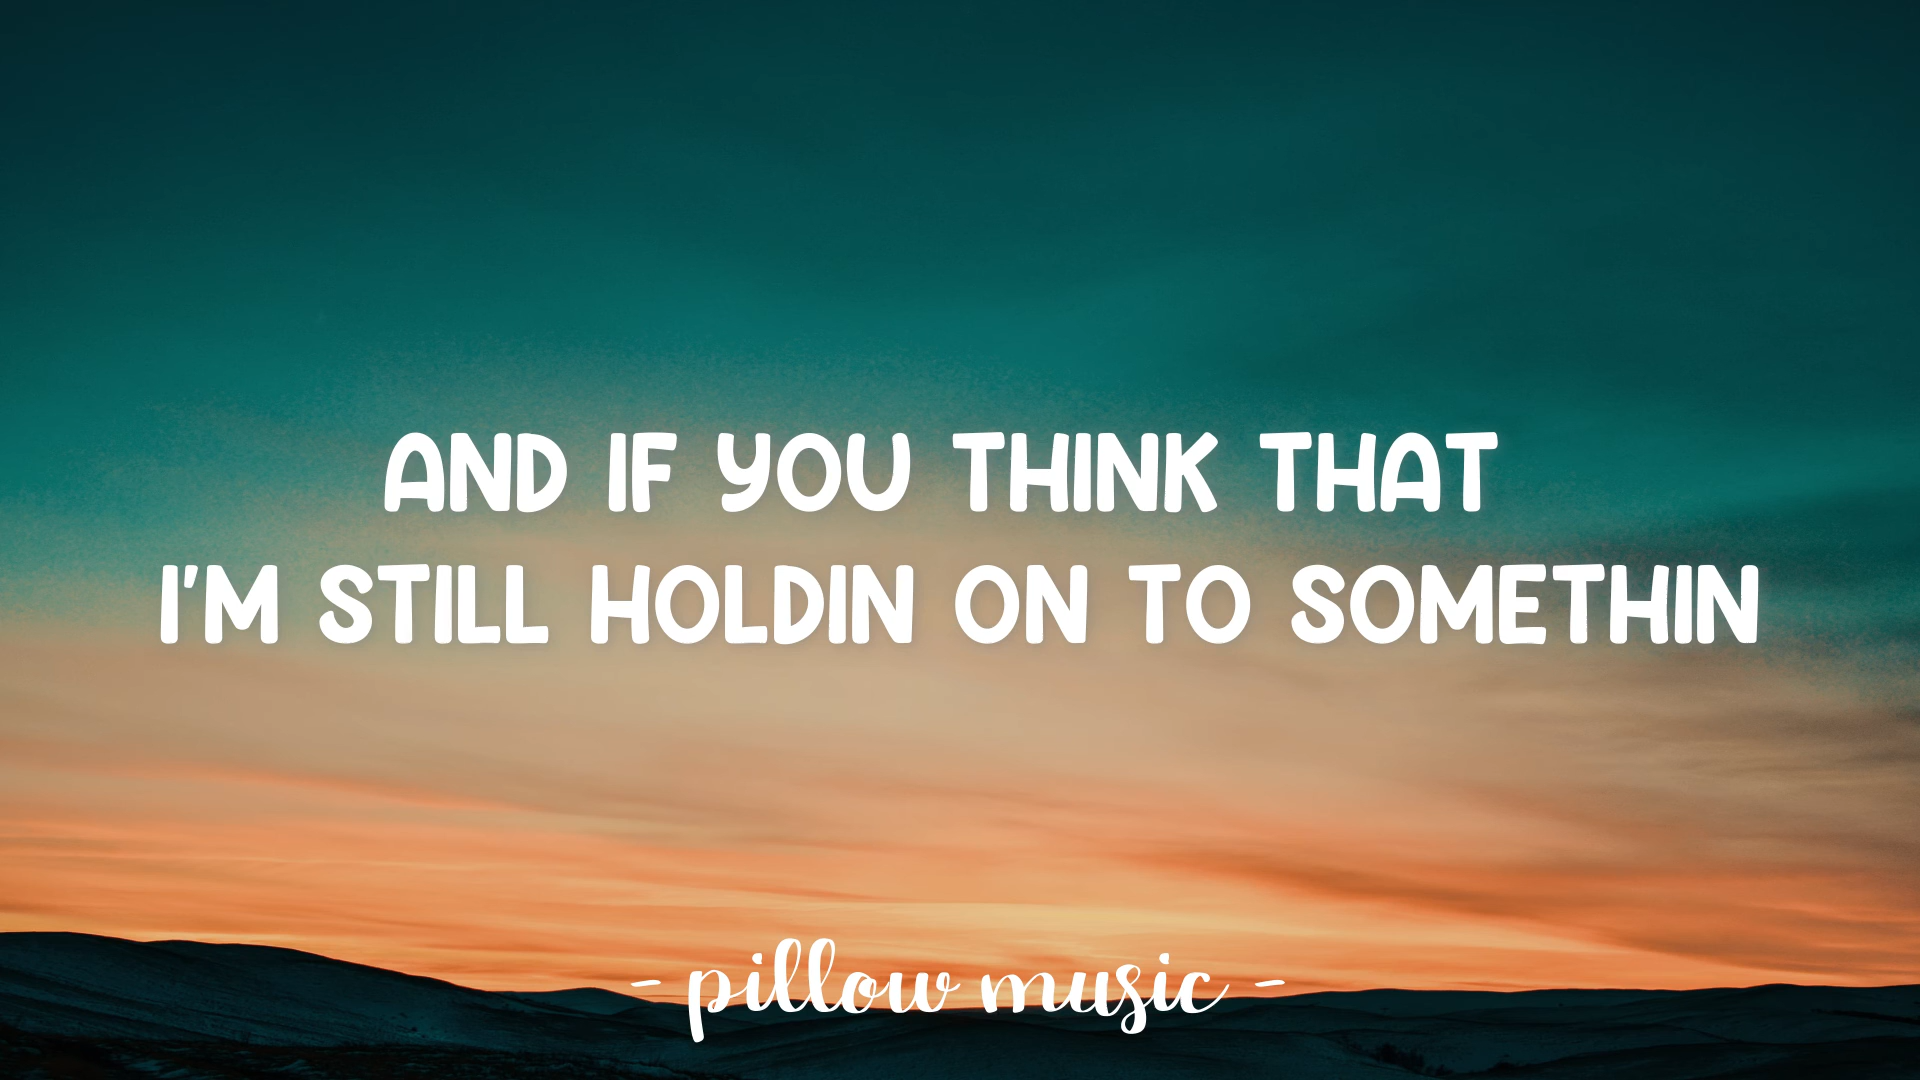 AND IF YOU THINK THAT
I'M STILL HOLDIN ON TO SOMETHIN
- pillow music -